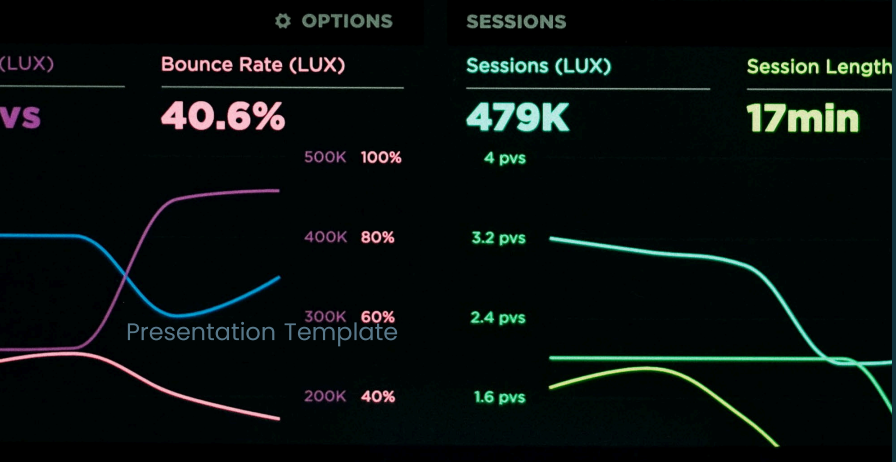 OPTIONS
SESSIONS
(LUX)
Bounce Rate (LUX)
Sessions (LUX)
Session Length
vs
40.6%
479K
17min
500K 100%
4 pvs
400K 80%
3.2 pvs
300K 60%
2.4 pvs
Presentation Template
200K 40%
1.6 pvs